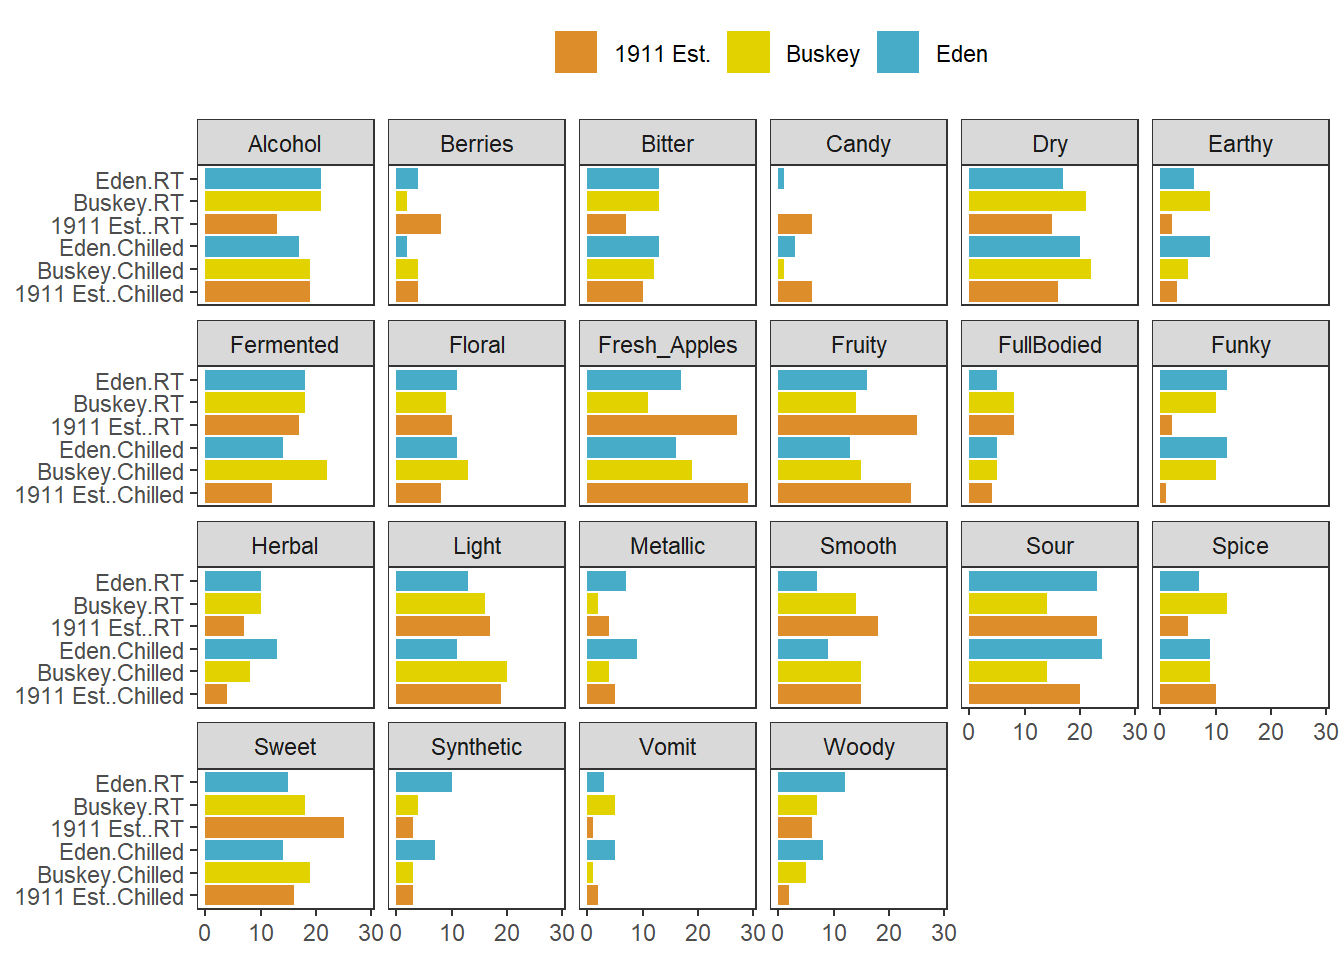 1911 Est. Buskey Eden
Alcohol Berries Bitter Candy Dry Earthy
Eden.RT
Buskey.RT
1911 Est..RT
Eden.Chilled
Buskey.Chilled
1911 Est..Chilled
Fermented Floral Fresh_Apples Fruity FullBodied Funky
Eden.RT
Buskey.RT
1911 Est..RT
Eden.Chilled
Buskey.Chilled
1911 Est..Chilled
Herbal Light Metallic Smooth Sour Spice
Eden.RT
Buskey.RT
1911 Est..RT
Eden.Chilled
Buskey.Chilled
1911 Est..Chilled
0 10 20 30 0 10 20 30
Sweet Synthetic Vomit Woody
Eden.RT
Buskey.RT
1911 Est..RT
Eden.Chilled
Buskey.Chilled
1911 Est..Chilled
0 10 20 30 0 10 20 30 0 10 20 30 0 10 20 30